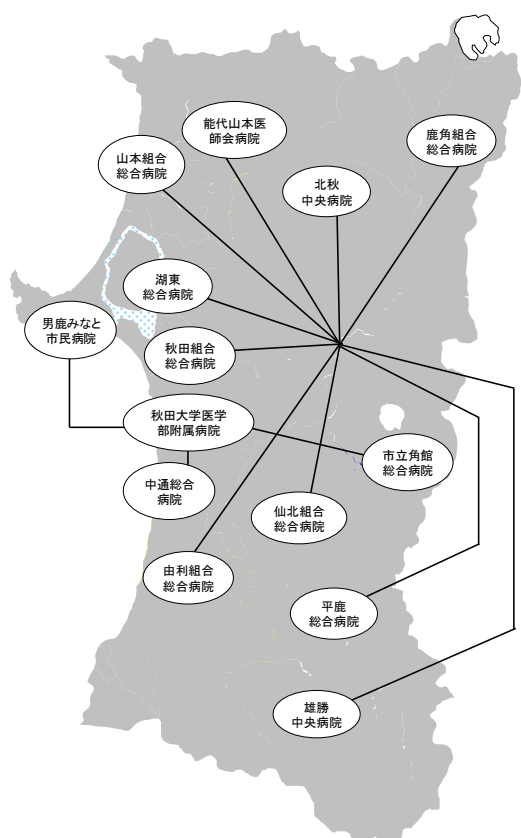 能代山本医
師会病院
鹿角組合
総合病院
山本組合
総合病院
北秋
中央病院
湖東
総合病院
男鹿みなと
市民病院
秋田組合
総合病院
秋田大学医学
部附属病院
市立角館
総合病院
中通総合
病院
仙北組合
総合病院
由利組合
総合病院
平鹿
総合病院
雄勝
中央病院